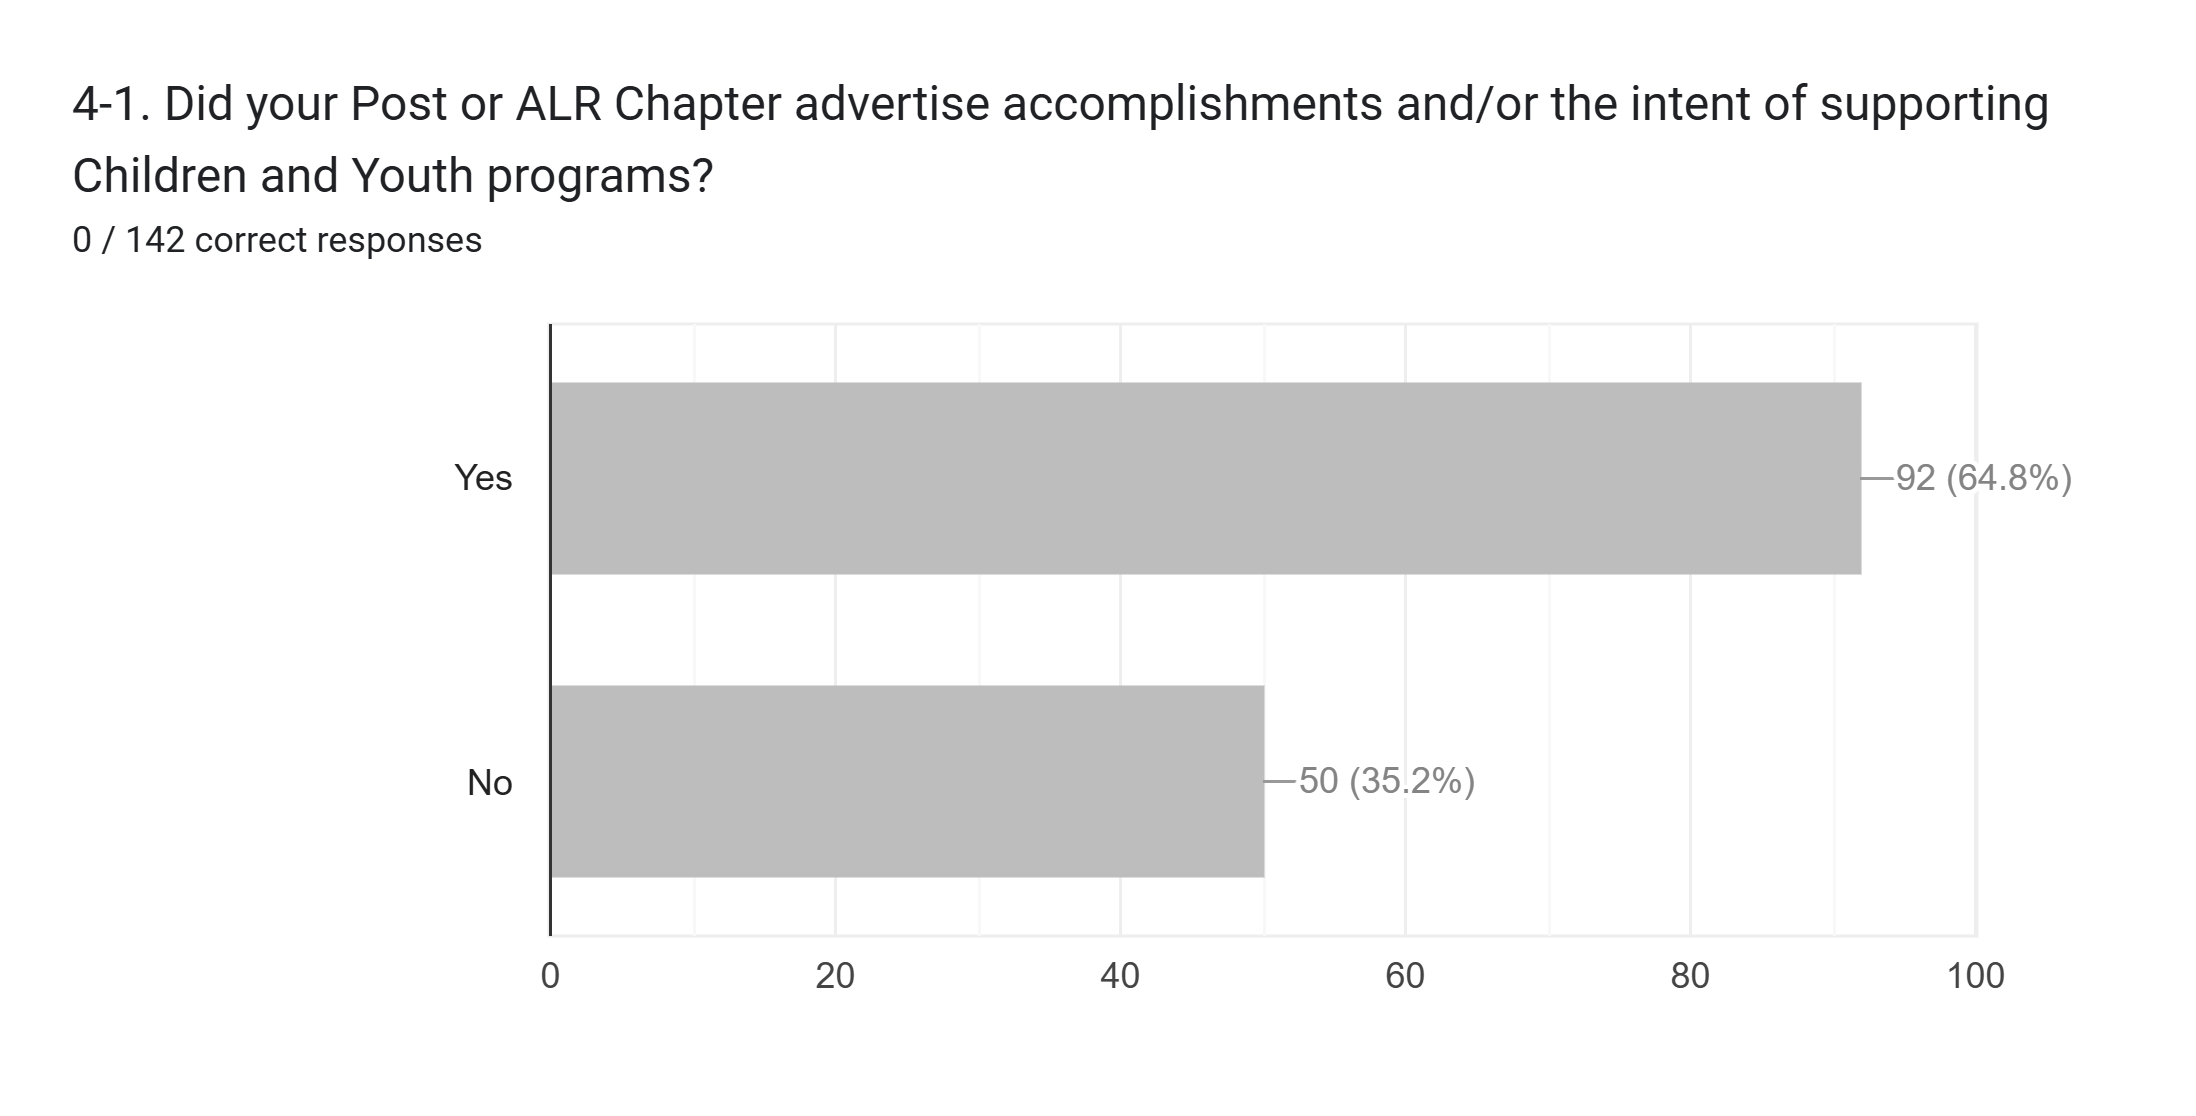 4-1. Did your Post or ALR Chapter advertise accomplishments and/or the intent of supporting
Children and Youth programs?
0 / 142 correct responses
Yes
92 (64.8%)
No
50 (35.2%)
0 20 40 60 80 100